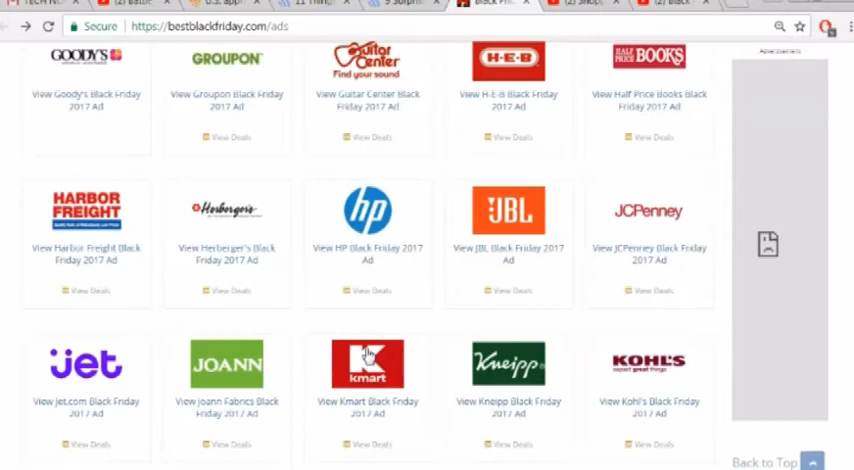 Secure https://bestblackfriday.com/ads
Advertisement
GOODY'S GROUPON Guitar Center H-E-B HALF PRICE BOOKS
Find your sound
View Goody's Black Friday 2017 Ad
View Groupon Black Friday 2017 Ad
View Guitar Center Black Friday 2017 Ad
View H-E-B Black Friday 2017 Ad
View Half Price Books Black Friday 2017 Ad
View Deals View Deals View Deals View Deals
HARBOR FREIGHT
Herberger's
hp
JBL
JCPenney
View Harbor Freight Black Friday 2017 Ad
View Herberger's Black Friday 2017 Ad
View HP Black Friday 2017 Ad
View JBL Black Friday 2017 Ad
View JCPenney Black Friday 2017 Ad
View Deals View Deals View Deals View Deals View Deals
jet
JOANN
K kmart
Kneipp
KOHL'S
expect great things
View Jet.com Black Friday 2017 Ad
View Joann Fabrics Black Friday 2017 Ad
View Kmart Black Friday 2017 Ad
View Kneipp Black Friday 2017 Ad
View Kohl's Black Friday 2017 Ad
View Deals View Deals View Deals View Deals View Deals
Back to Top